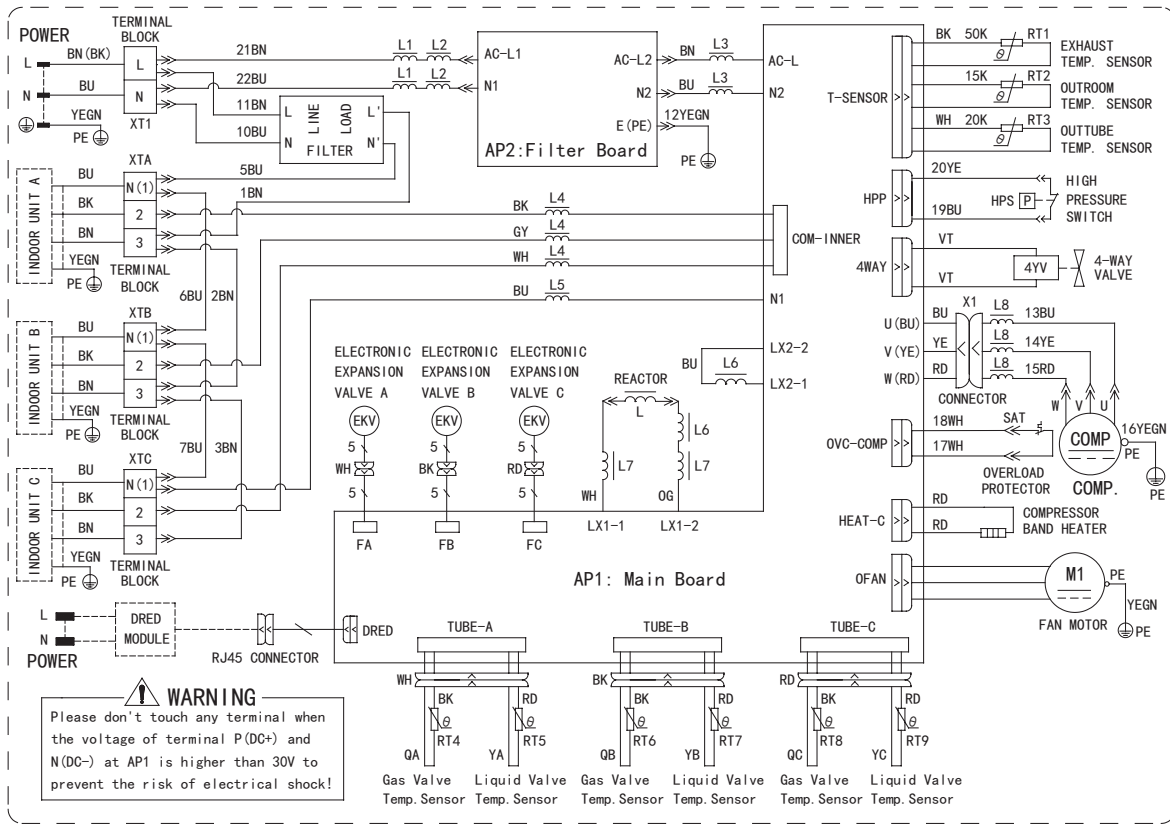 POWER
TERMINAL
BLOCK
L
BN(BK)
L
N
BU
N
YEGN
PE
XT1
21BN
22BU
11BN
10BU
L1
L2
L1
L2
L
N
LINE
LOAD
L'
N'
FILTER
5BU
1BN
AC-L1
N1
AC-L2
N2
E(PE)
AP2:Filter Board
BN
L3
BU
L3
12YEGN
PE
AC-L
N2
XTA
INDOOR UNIT A
BU
BK
BN
YEGN
PE
N(1)
2
3
TERMINAL
BLOCK
6BU
2BN
XTB
INDOOR UNIT B
BU
BK
BN
YEGN
PE
N(1)
2
3
TERMINAL
BLOCK
7BU
3BN
XTC
INDOOR UNIT C
BU
BK
BN
YEGN
PE
N(1)
2
3
TERMINAL
BLOCK
BK
L4
GY
L4
WH
L4
BU
L5
COM-INNER
N1
LX2-2
BU
L6
LX2-1
ELECTRONIC
EXPANSION
VALVE A
EKV
5
WH
5
FA
ELECTRONIC
EXPANSION
VALVE B
EKV
5
BK
5
FB
ELECTRONIC
EXPANSION
VALVE C
EKV
5
RD
5
FC
REACTOR
L
L6
L7
L7
WH
OG
LX1-1
LX1-2
AP1: Main Board
T-SENSOR
BK
50K
RT1
θ
EXHAUST
TEMP. SENSOR
15K
RT2
θ
OUTROOM
TEMP. SENSOR
WH
20K
RT3
θ
OUTTUBE
TEMP. SENSOR
HPP
20YE
19BU
HPS
P
HIGH
PRESSURE
SWITCH
4WAY
VT
VT
4YV
4-WAY
VALVE
U(BU)
V(YE)
W(RD)
BU
YE
RD
X1
CONNECTOR
L8
13BU
L8
14YE
L8
15RD
W
V
U
COMP
COMP.
16YEGN
PE
PE
OVC-COMP
18WH
17WH
SAT
OVERLOAD
PROTECTOR
HEAT-C
RD
RD
COMPRESSOR
BAND HEATER
OFAN
M1
FAN MOTOR
PE
YEGN
PE
L
N
POWER
DRED
MODULE
RJ45 CONNECTOR
DRED
TUBE-A
WH
BK
RD
θ
θ
RT4
RT5
QA
YA
Gas Valve
Temp.Sensor
Liquid Valve
Temp.Sensor
TUBE-B
BK
BK
RD
θ
θ
RT6
RT7
QB
YB
Gas Valve
Temp.Sensor
Liquid Valve
Temp.Sensor
TUBE-C
RD
BK
RD
θ
θ
RT8
RT9
QC
YC
Gas Valve
Temp.Sensor
Liquid Valve
Temp.Sensor
WARNING
Please don't touch any terminal when
the voltage of terminal P(DC+) and
N(DC-) at AP1 is higher than 30V to
prevent the risk of electrical shock!